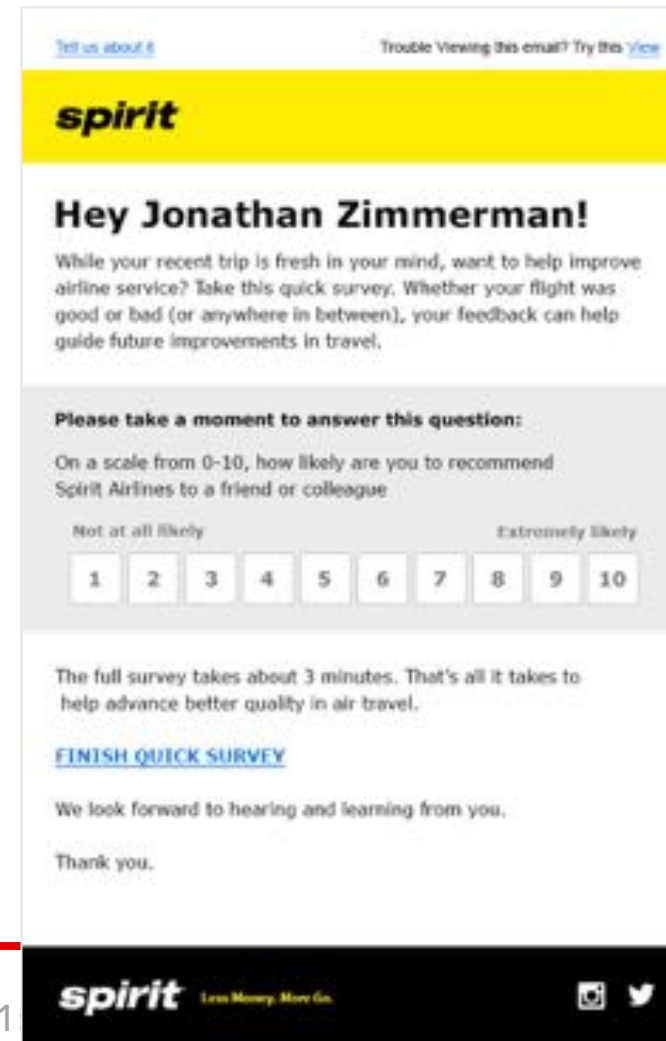 Tell us about it
Trouble Viewing this email? Try this View
spirit
Hey Jonathan Zimmerman!
While your recent trip is fresh in your mind, want to help improve
airline service? Take this quick survey. Whether your flight was
good or bad (or anywhere in between), your feedback can help
guide future improvements in travel.
Please take a moment to answer this question:
On a scale from 0-10, how likely are you to recommend
Spirit Airlines to a friend or colleague
Not at all likely
Extremely likely
1 2 3 4 5 6 7 8 9 10
The full survey takes about 3 minutes. That's all it takes to
help advance better quality in air travel.
FINISH QUICK SURVEY
We look forward to hearing and learning from you.
Thank you.
spirit Less Money. More Go.
1